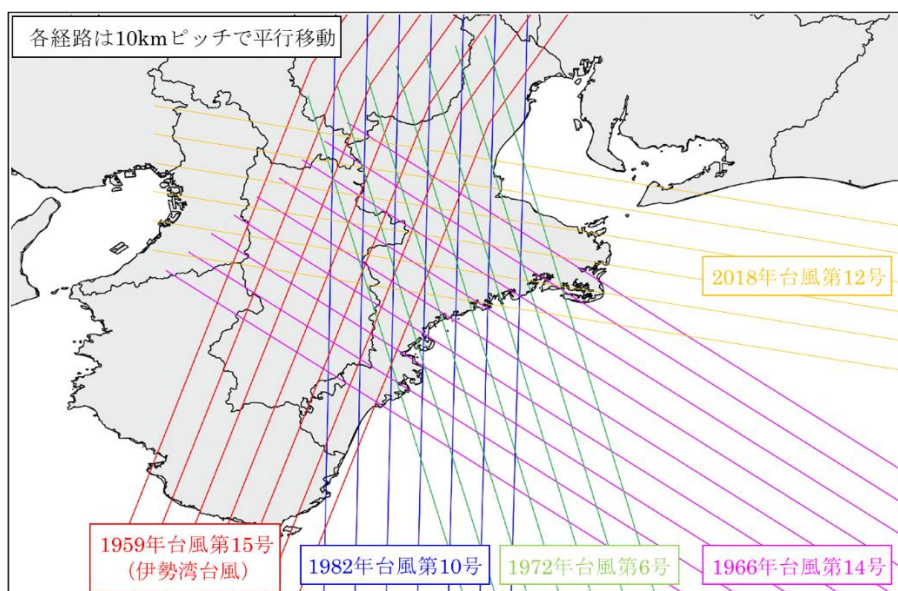 各経路は10kmピッチで平行移動
2018年台風第12号
1959年台風第15号
(伊勢湾台風)
1982年台風第10号
1972年台風第6号
1966年台風第14号